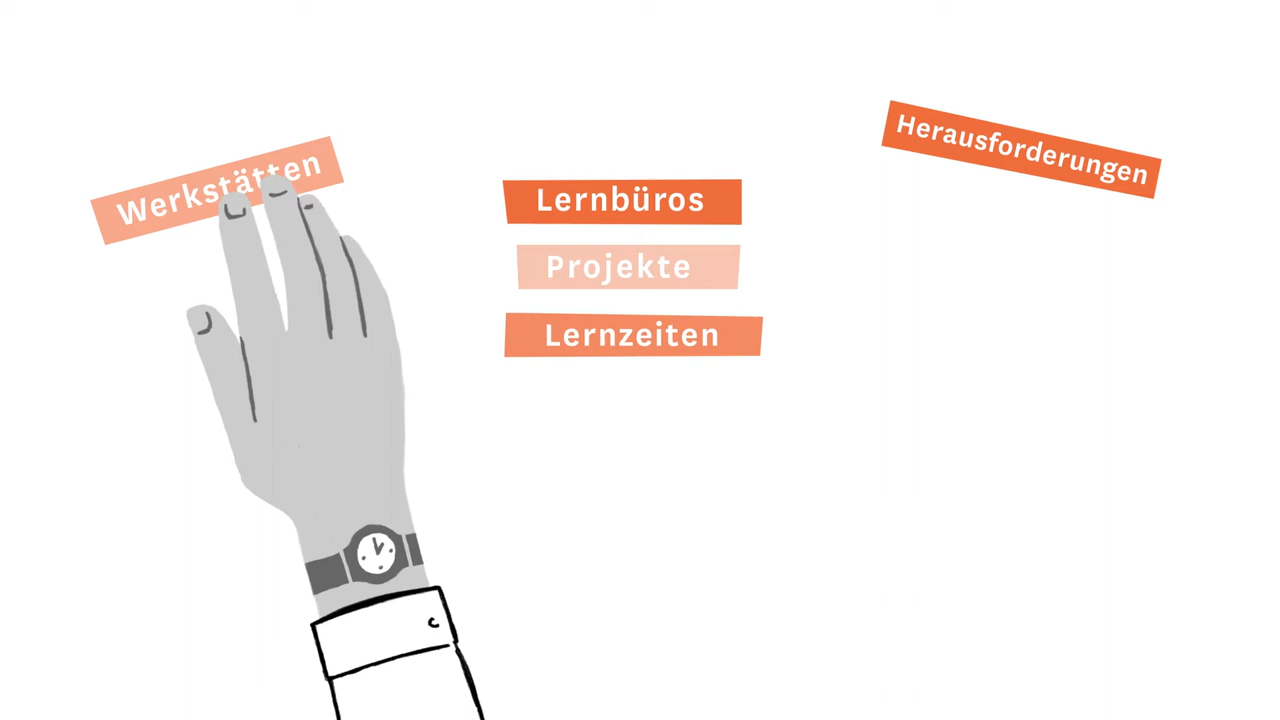 Werkstätten
Lernbüros
Projekte
Lernzeiten
Herausforderungen